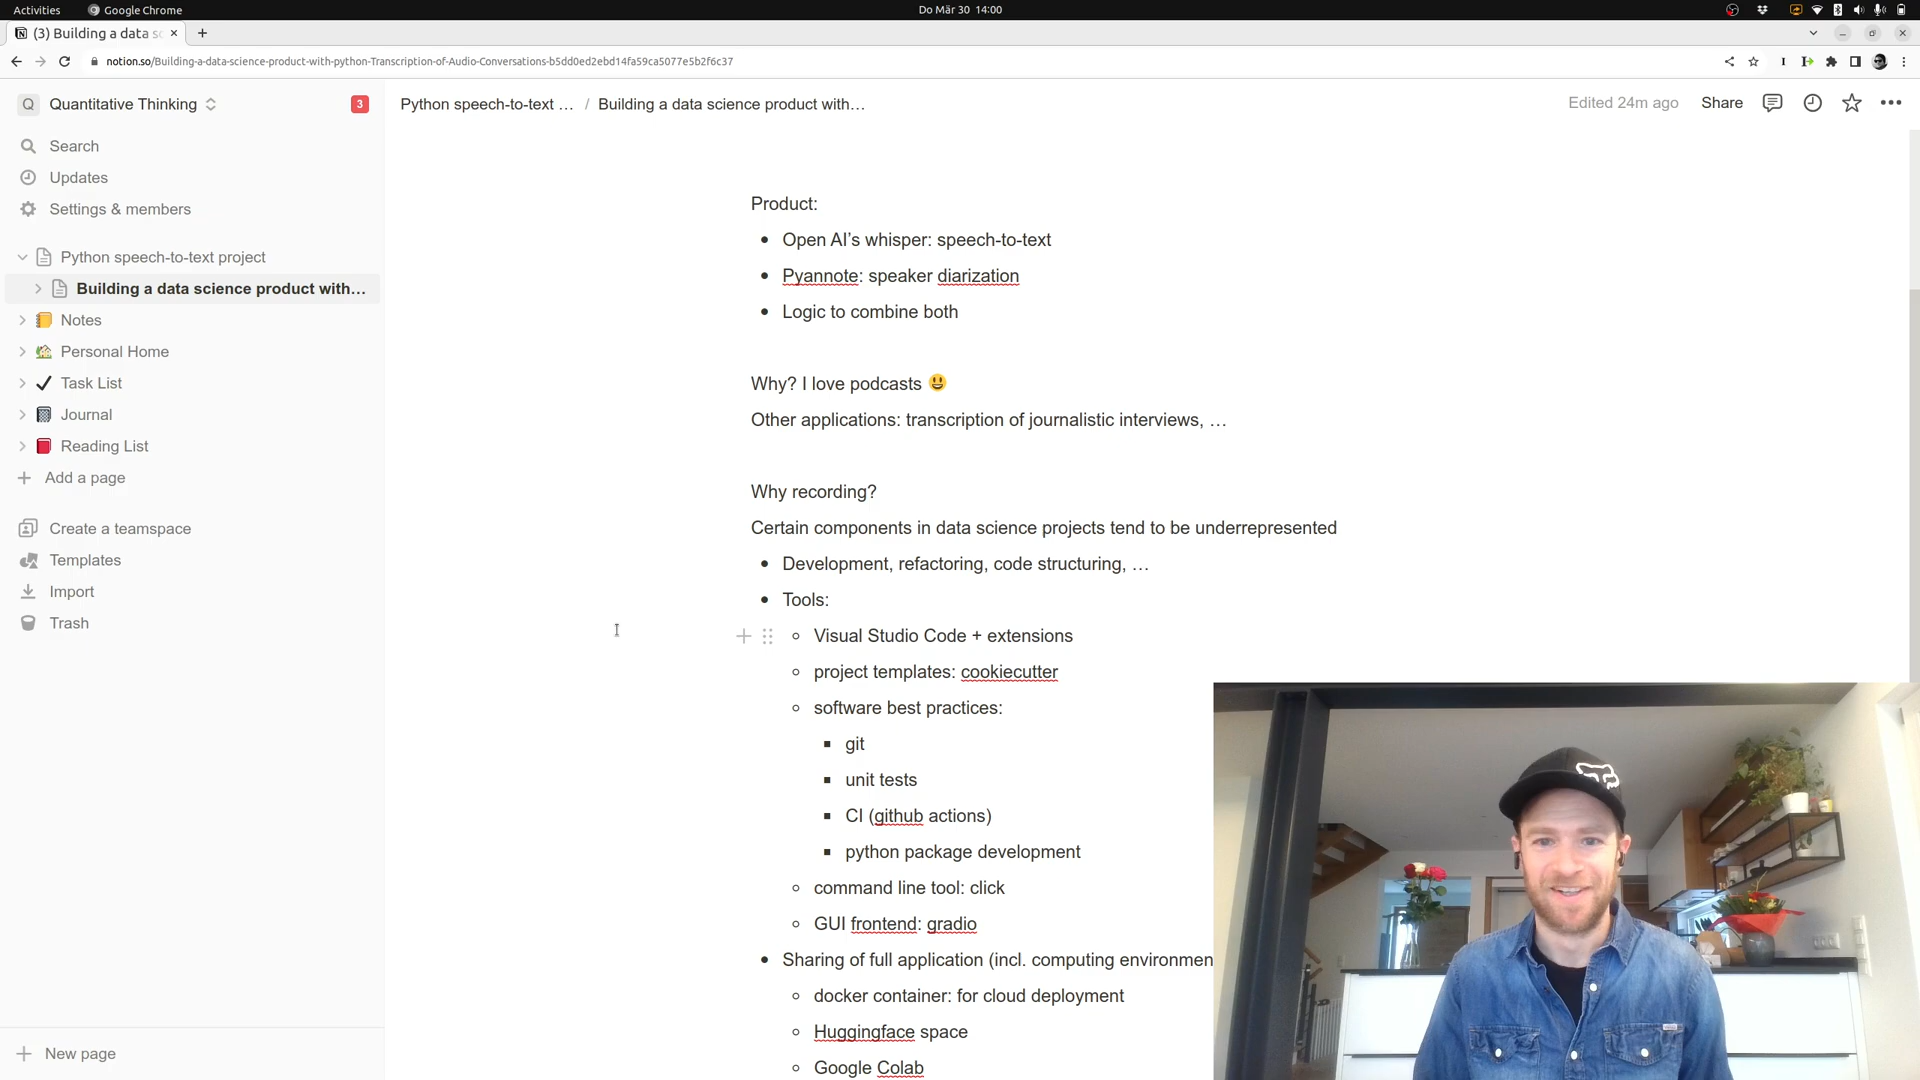 Activities
Google Chrome
Do Mär 30 14:00
(3) Building a data sc
notion.so/Building-a-data-science-product-with-python-Transcription-of-Audio-Conversations-b5dd0ed2ebd14fa59ca5077e5b2f6c37
Q
Quantitative Thinking
3
Python speech-to-text … / Building a data science product with…
Edited 24m ago
Share
Search
Updates
Settings & members
Python speech-to-text project
Building a data science product with…
Notes
Personal Home
Task List
Journal
Reading List
Add a page
Create a teamspace
Templates
Import
Trash
New page
Product:
• Open AI’s whisper: speech-to-text
• Pyannote: speaker diarization
• Logic to combine both
Why? I love podcasts 😃
Other applications: transcription of journalistic interviews, …
Why recording?
Certain components in data science projects tend to be underrepresented
• Development, refactoring, code structuring, …
• Tools:
◦ Visual Studio Code + extensions
◦ project templates: cookiecutter
◦ software best practices:
▪ git
▪ unit tests
▪ CI (github actions)
▪ python package development
◦ command line tool: click
◦ GUI frontend: gradio
• Sharing of full application (incl. computing environmen
◦ docker container: for cloud deployment
◦ Huggingface space
◦ Google Colab